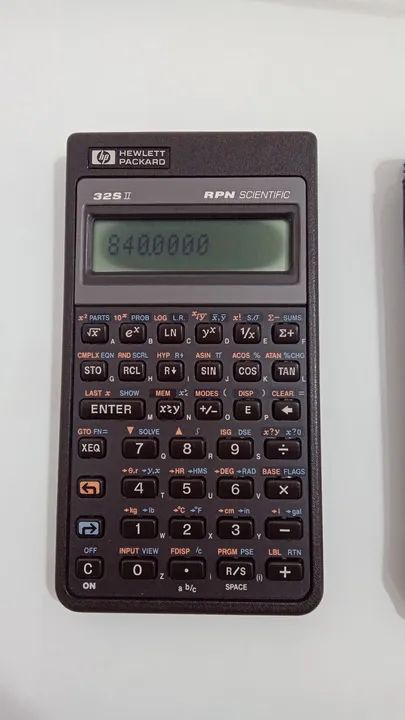 hp HEWLETT
PACKARD
32SII RPN SCIENTIFIC
840.0000
x² PARTS 10ˣ PROB LOG L.R. x̄,ȳ x! S,σ Σ− SUMS
√x A eˣ B LN C yˣ D 1/x E Σ+ F
CMPLX EQN RND SCRL HYP R↑ ASIN π ACOS % ATAN %CHG
STO G RCL H R↓ I SIN J COS K TAN L
LAST x SHOW MEM MODES ( DISP ) CLEAR =
ENTER M x≷y N +/− O E P ←
GTO FN= ▼ SOLVE ▲ ∫ ISG DSE x?y x?0
XEQ 7 Q 8 R 9 S ÷
→θ,r →y,x →HR →HMS →DEG →RAD BASE FLAGS
4 T 5 U 6 V ×
→kg →lb →°C →°F →cm →in →l →gal
1 W 2 X 3 Y −
OFF INPUT VIEW FDISP /c PRGM PSE LBL RTN
C 0 Z . i R/S (i) +
ON a b/c SPACE